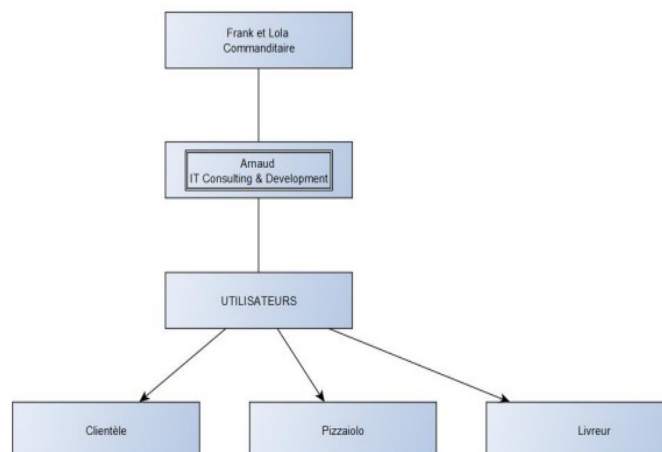 Frank et Lola
Commanditaire
Arnaud
IT Consulting & Development
UTILISATEURS
Clientèle
Pizzaiolo
Livreur